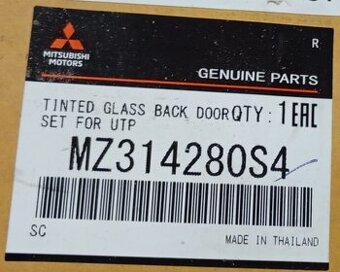 R
MITSUBISHI
MOTORS
GENUINE PARTS
TINTED GLASS BACK DOOR QTY : 1 EAC
SET FOR UTP
MZ314280S4
SC
MADE IN THAILAND